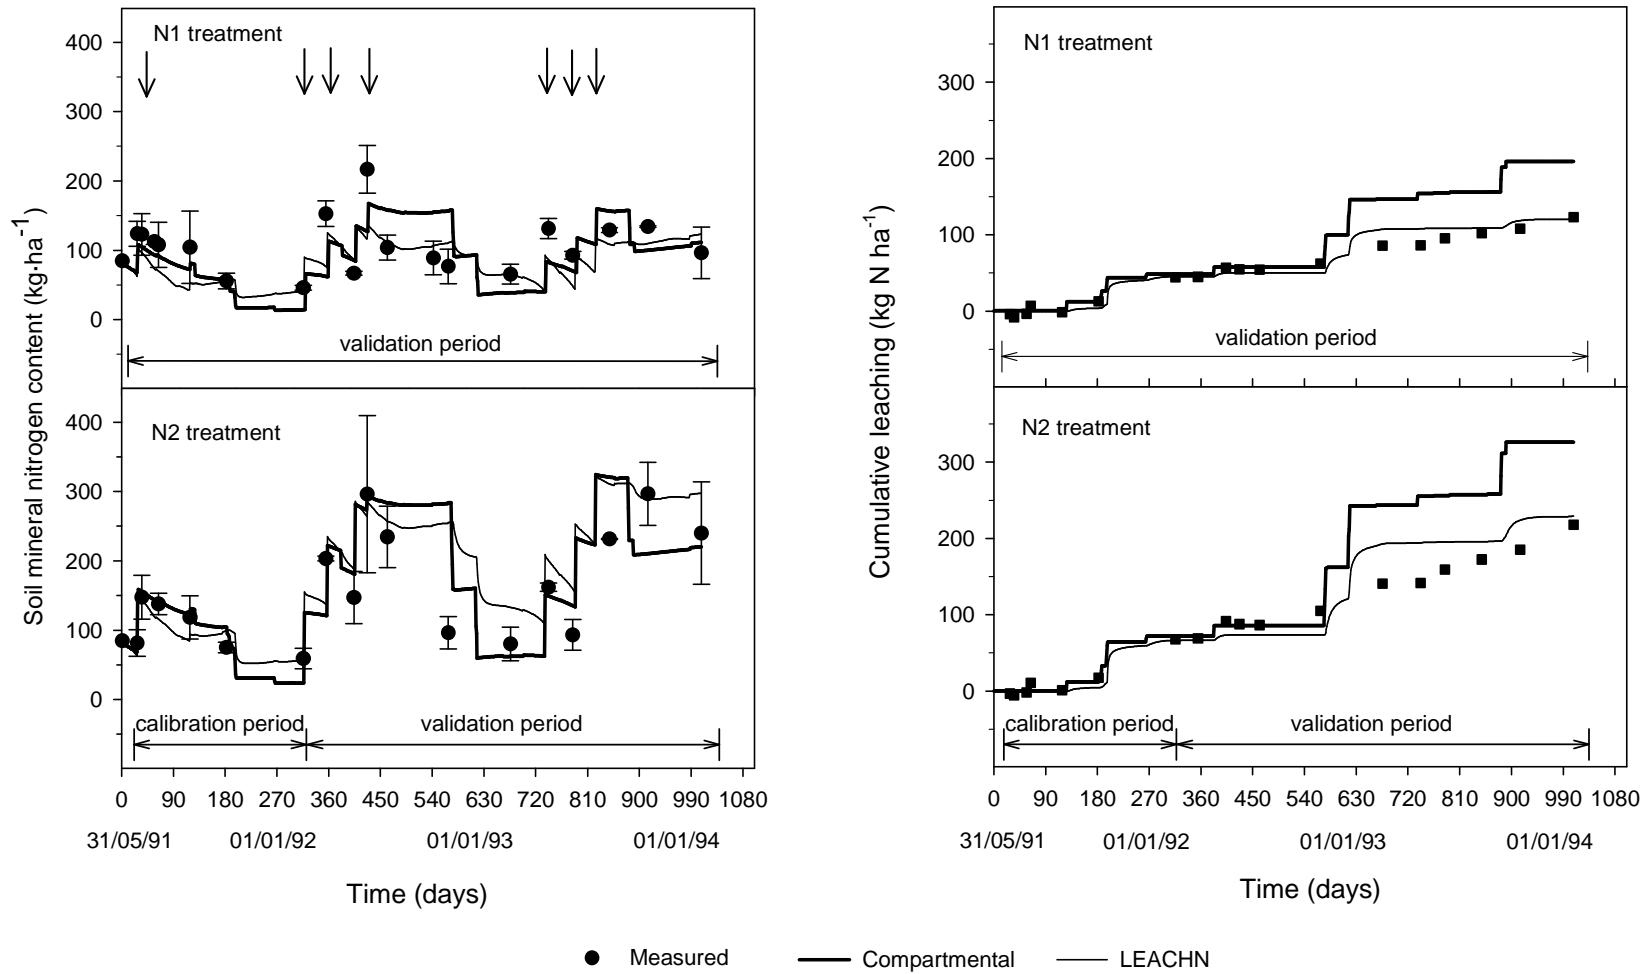 N1 treatment
400
300
200
100
0
validation period
N2 treatment
400
300
200
100
0
calibration period
validation period
Soil mineral nitrogen content (kg·ha-1)
0 90 180 270 360 450 540 630 720 810 900 990 1080
31/05/91 01/01/92 01/01/93 01/01/94
Time (days)
N1 treatment
300
200
100
0
validation period
N2 treatment
300
200
100
0
calibration period
validation period
Cumulative leaching (kg N ha-1)
0 90 180 270 360 450 540 630 720 810 900 990 1080
31/05/91 01/01/92 01/01/93 01/01/94
Time (days)
Measured Compartmental LEACHN